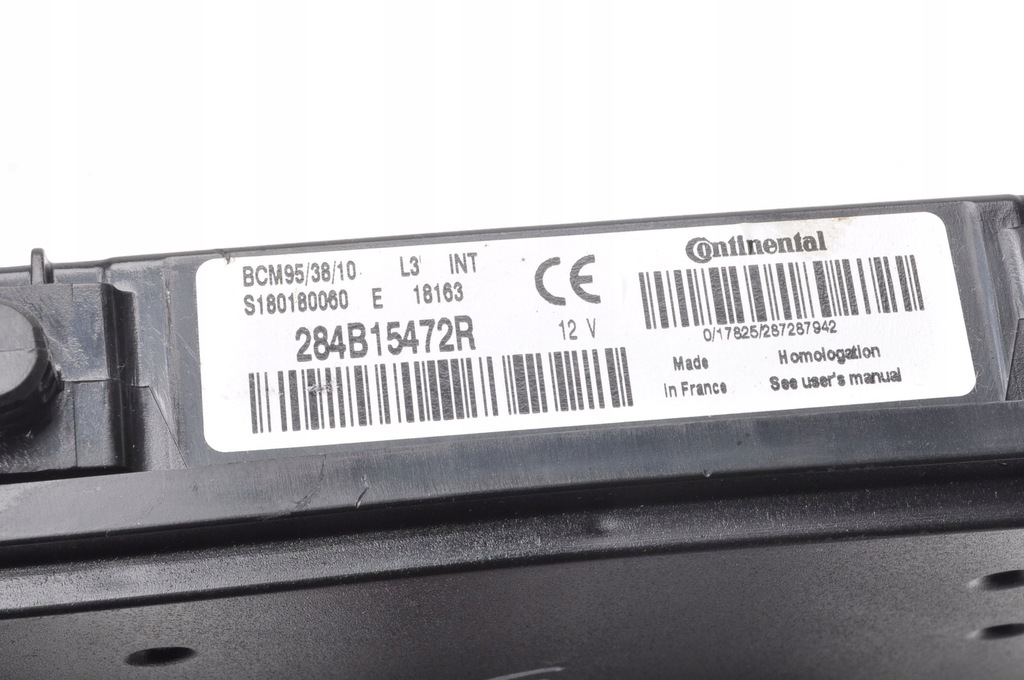 BCM95/38/10 L3 INT
S180180060 E 18163
284B15472R
12 V
CE
Continental
0/17825/287287942
Made
in France
Homologation
See user's manual